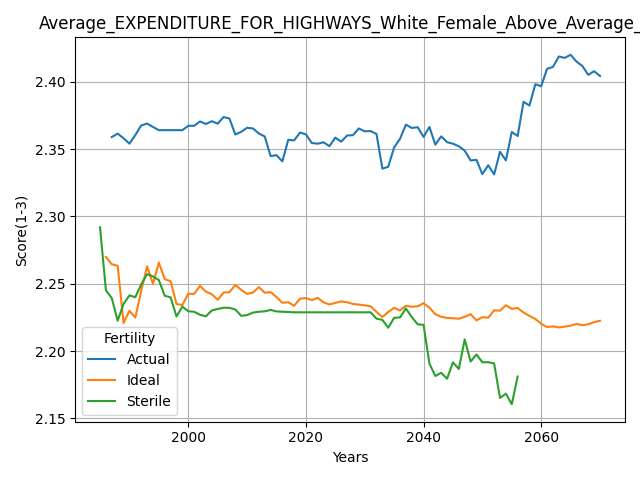 Average_EXPENDITURE_FOR_HIGHWAYS_White_Female_Above_Average_
2.40
2.35
2.30
2.25
2.20
2.15
Score(1-3)
Fertility
Actual
Ideal
Sterile
2000
2020
2040
2060
Years